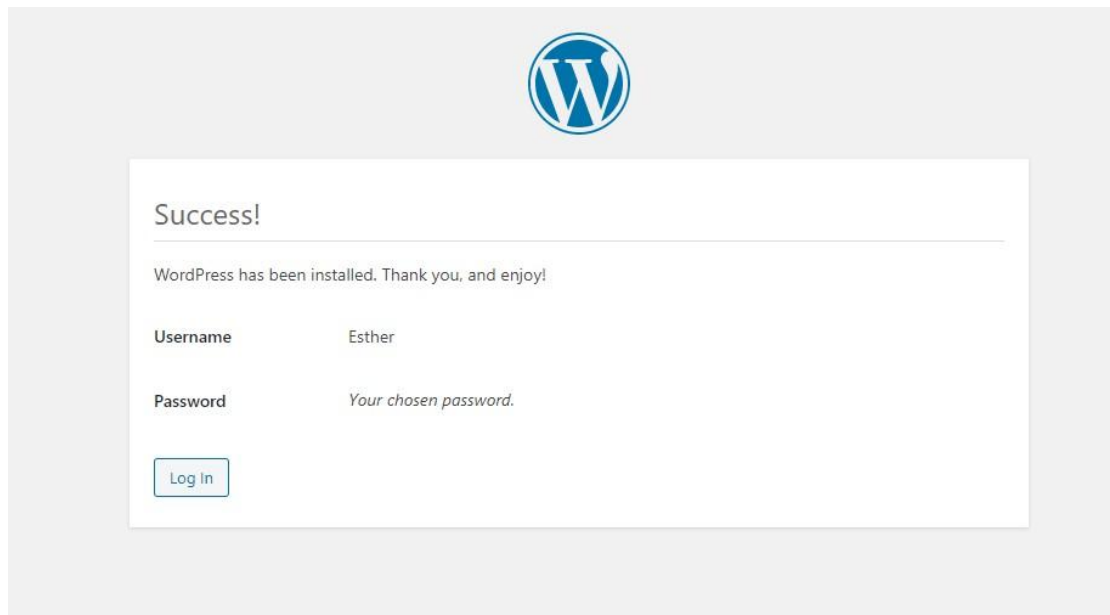 Success!
WordPress has been installed. Thank you, and enjoy!
Username Esther
Password Your chosen password.
Log In